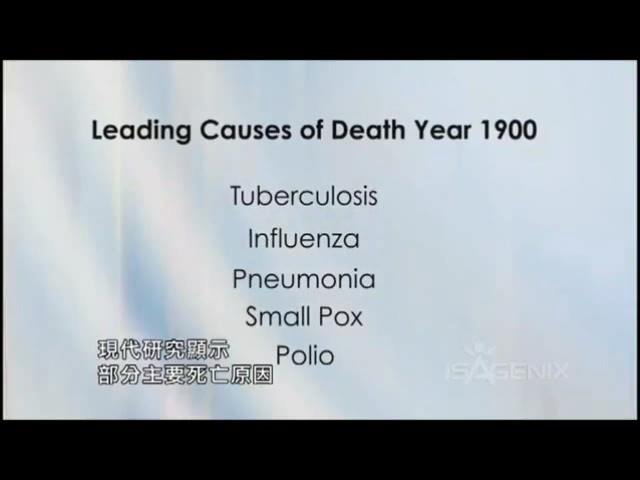 Leading Causes of Death Year 1900
Tuberculosis
Influenza
Pneumonia
Small Pox
Polio
現代研究顯示
部分主要死亡原因
ISAGENIX